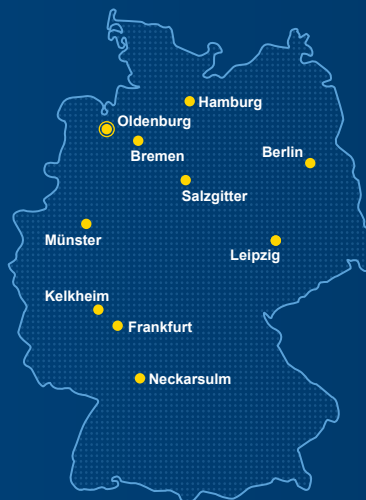 Hamburg
Oldenburg
Bremen
Berlin
Salzgitter
Münster
Leipzig
Kelkheim
Frankfurt
Neckarsulm